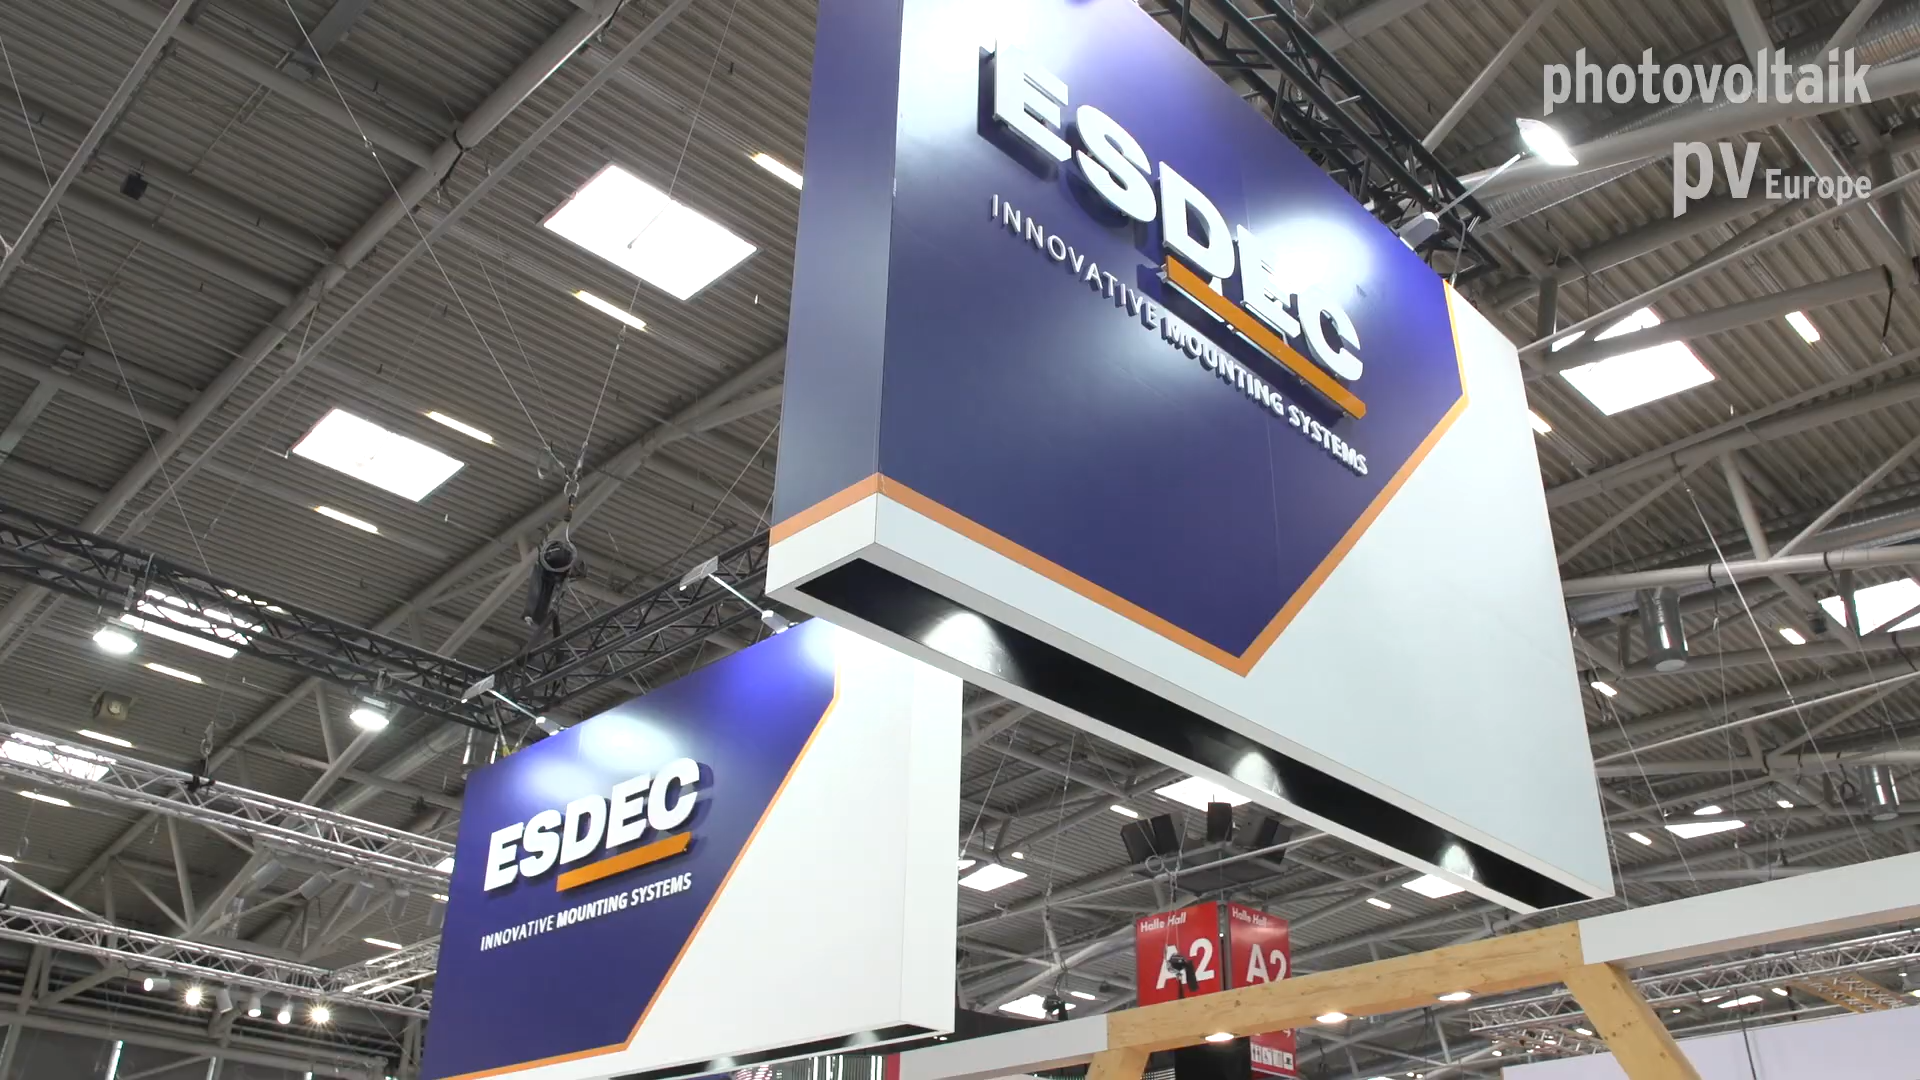 photovoltaik
pv Europe
ESDEC
INNOVATIVE MOUNTING SYSTEMS
ESDEC
INNOVATIVE MOUNTING SYSTEMS
Halle Hall
A2
Halle Hall
A2